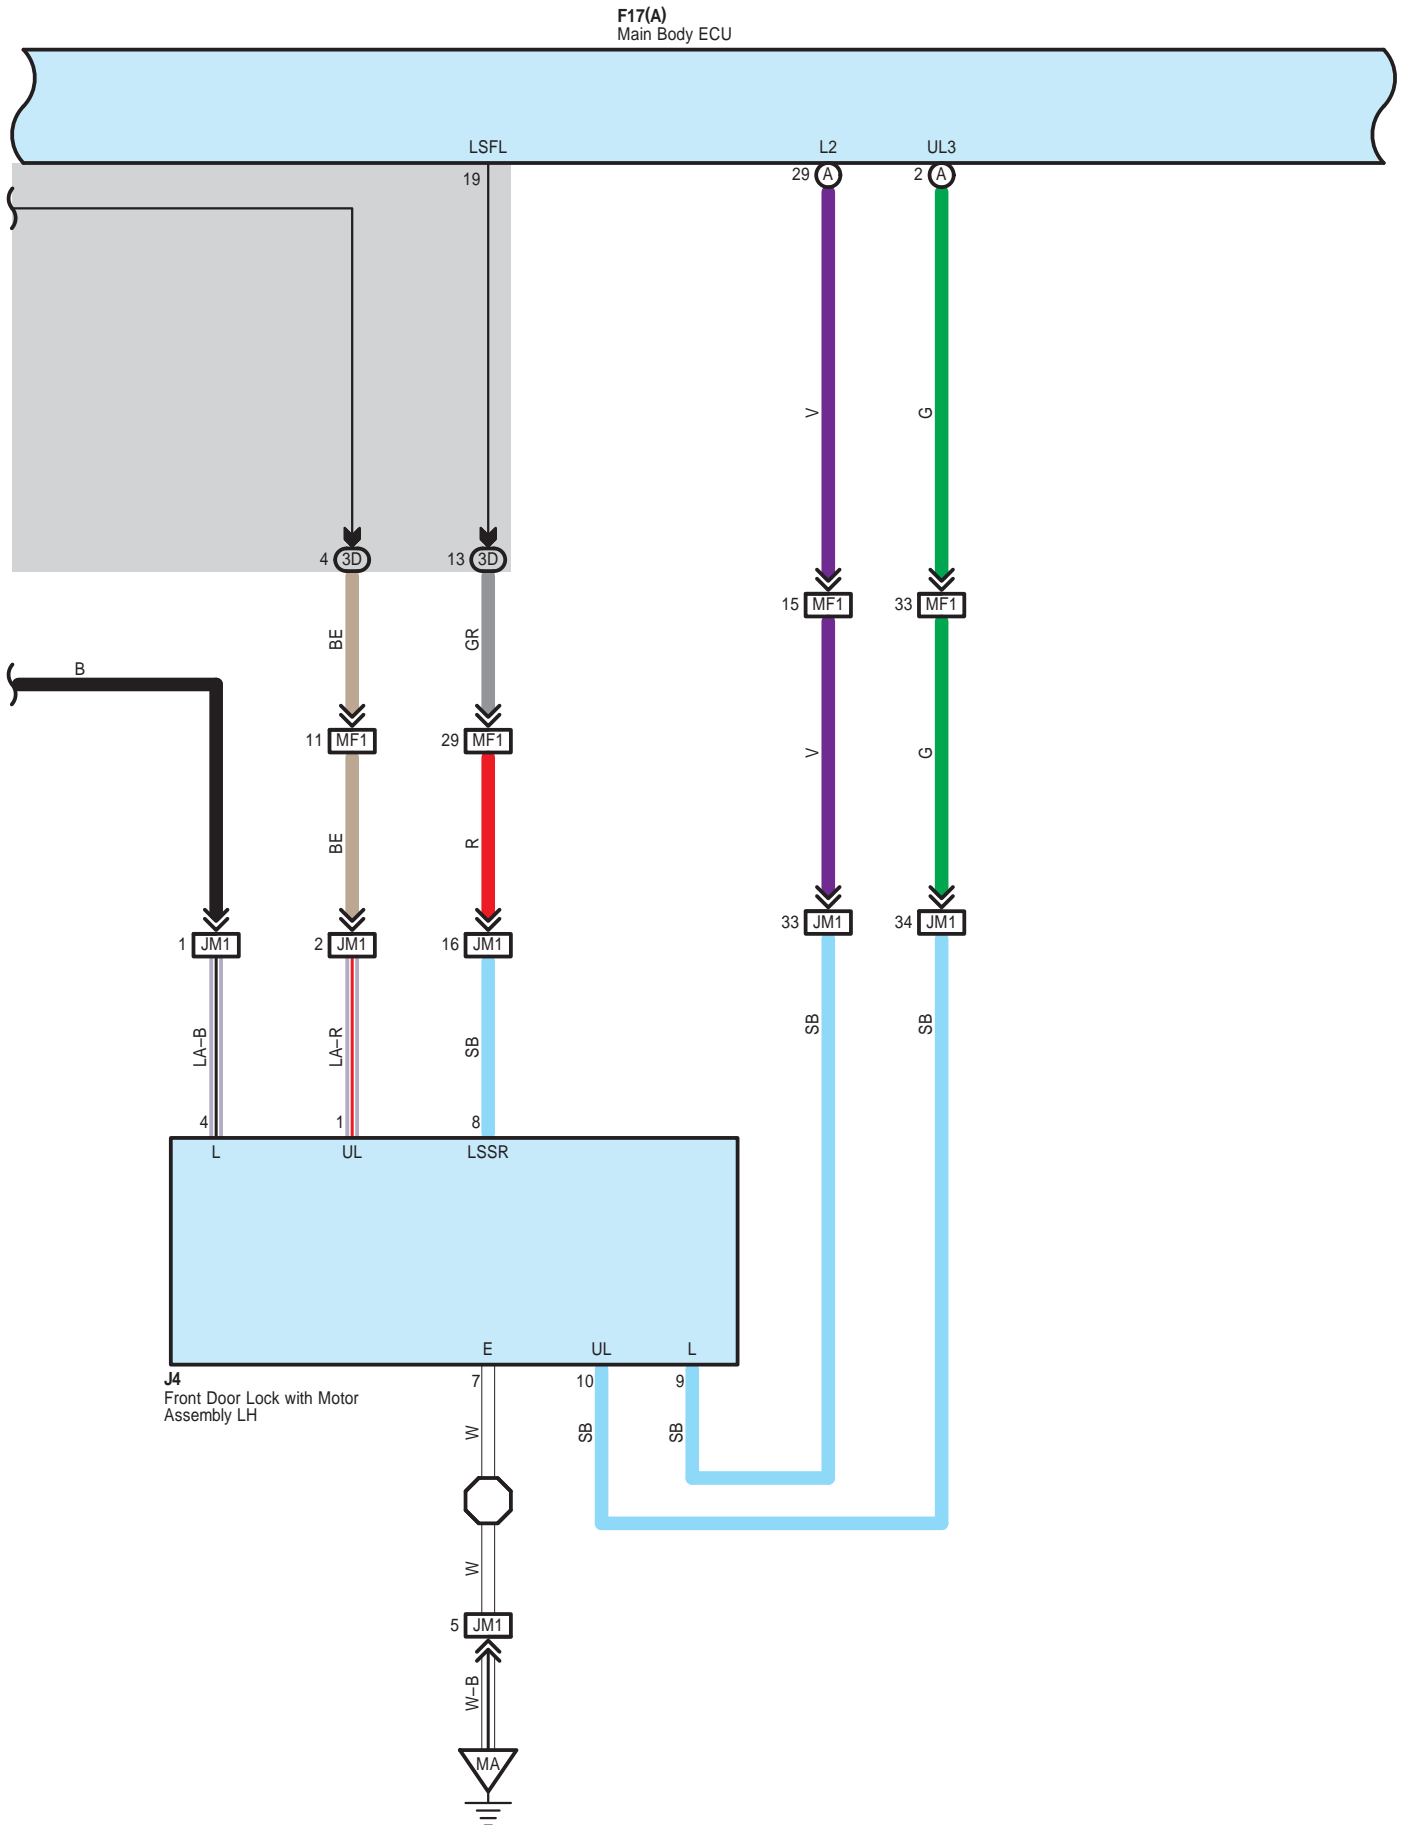 F17(A)
Main Body ECU
LSFL L2 UL3
19 29 A 2 A
V G
4 3D 13 3D
15 MF1 33 MF1
BE GR
B
11 MF1 29 MF1
V G
BE R
33 JM1 34 JM1
1 JM1 2 JM1 16 JM1
SB SB
LA-B LA-R SB
4 1 8
L UL LSSR
E UL L
J4
Front Door Lock with Motor
Assembly LH
7 10 9
W SB SB
W
5 JM1
W-B
MA